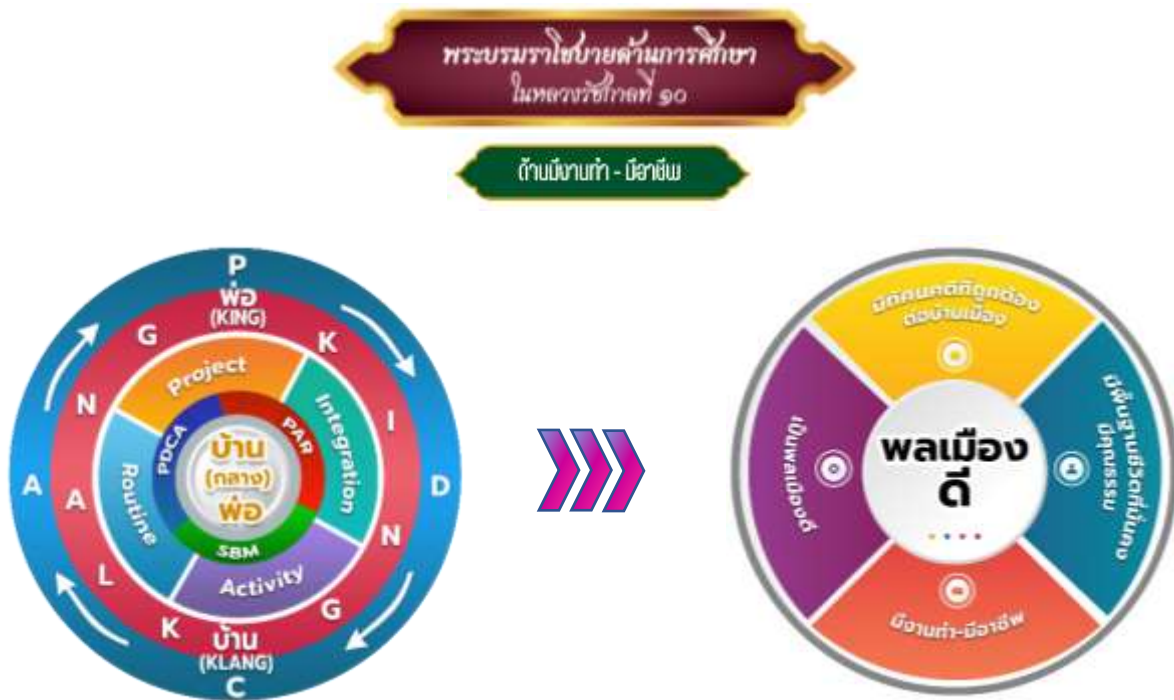 พระบรมราโชบายด้านการศึกษา
ในหลวงรัชกาลที่ ๑๐
ด้านมีงานทำ - มีอาชีพ
P
พ่อ
(KING)
K
I
N
G
D
Project
Integration
Activity
Routine
PDCA
PAR
SBM
บ้าน
(กลาง)
พ่อ
บ้าน
(KLANG)
K
L
A
N
G
C
A
มีทัศนคติที่ถูกต้อง
ต่อบ้านเมือง
มีพื้นฐานชีวิตที่มั่นคง
มีคุณธรรม
มีงานทำ-มีอาชีพ
เป็นพลเมืองดี
พลเมือง
ดี